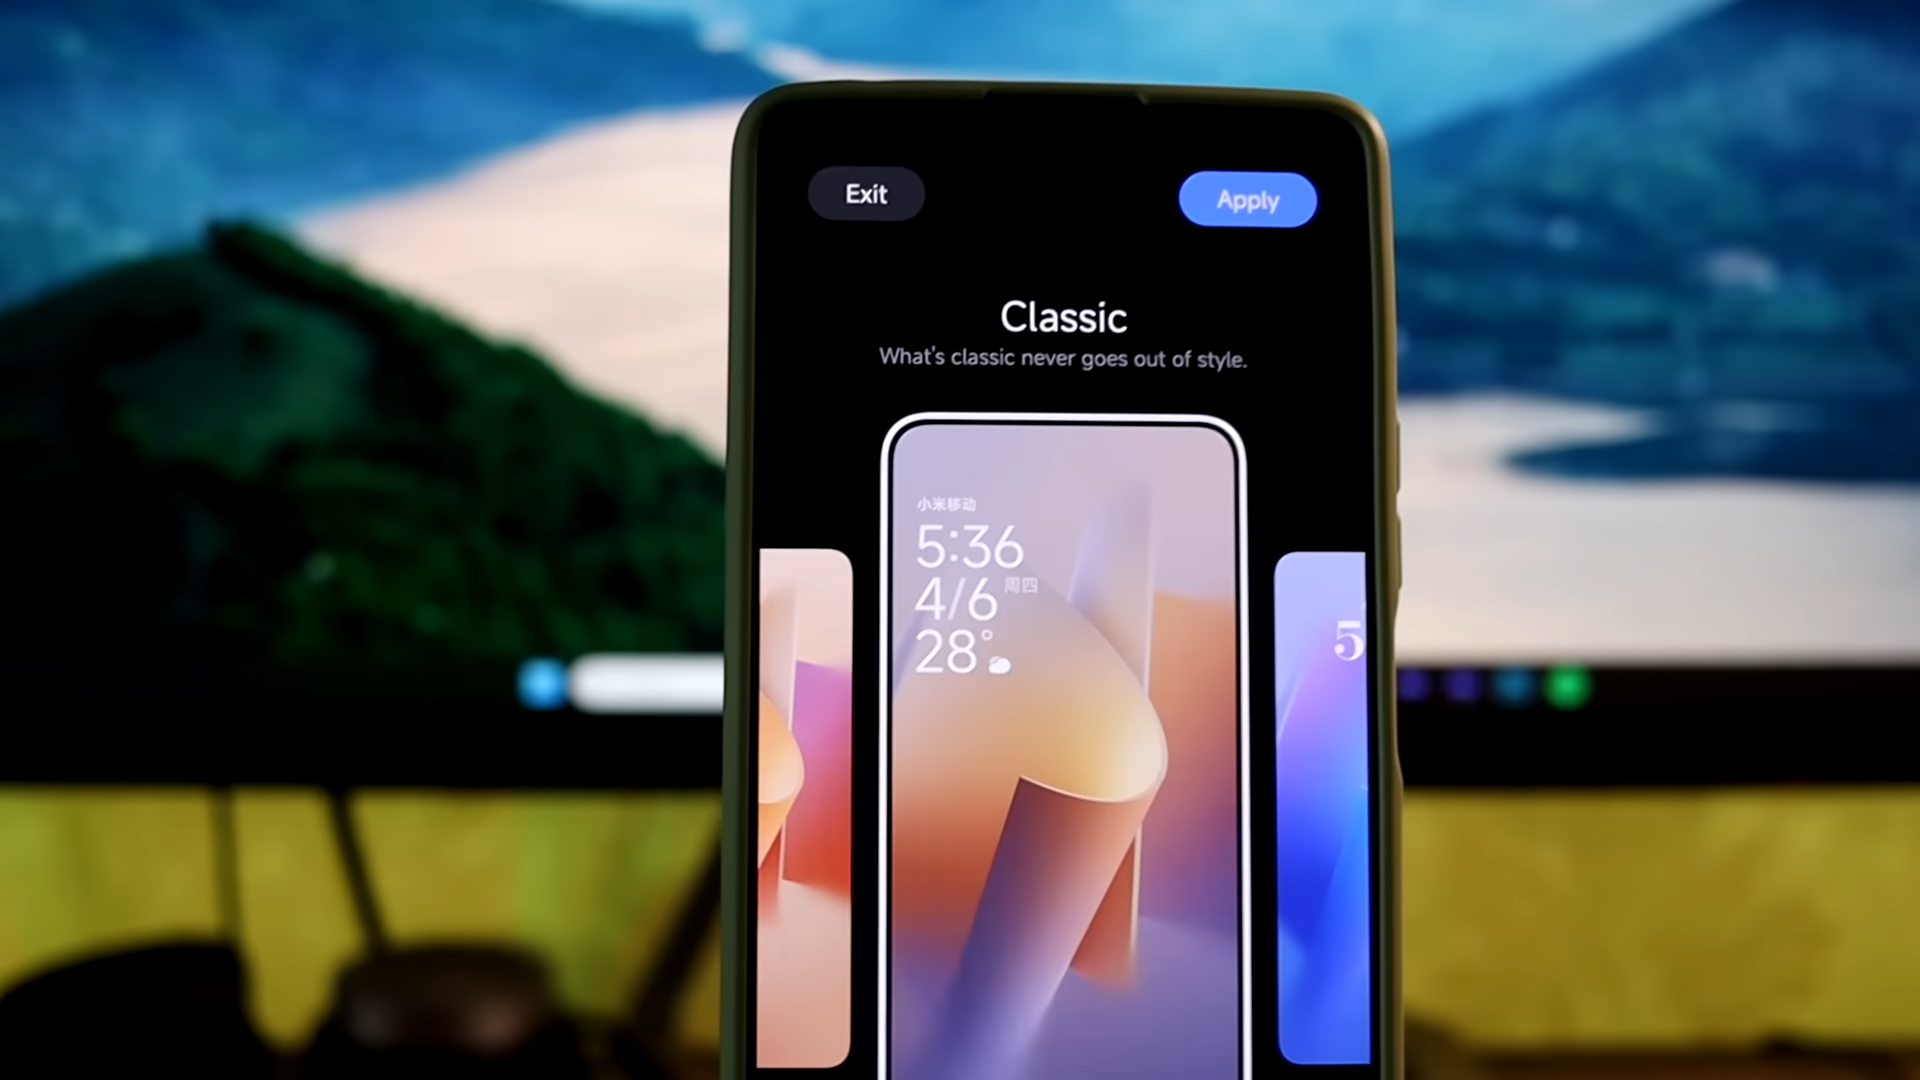 Exit
Apply
Classic
What's classic never goes out of style.
小米移动
5:36
4/6 周四
28°
5